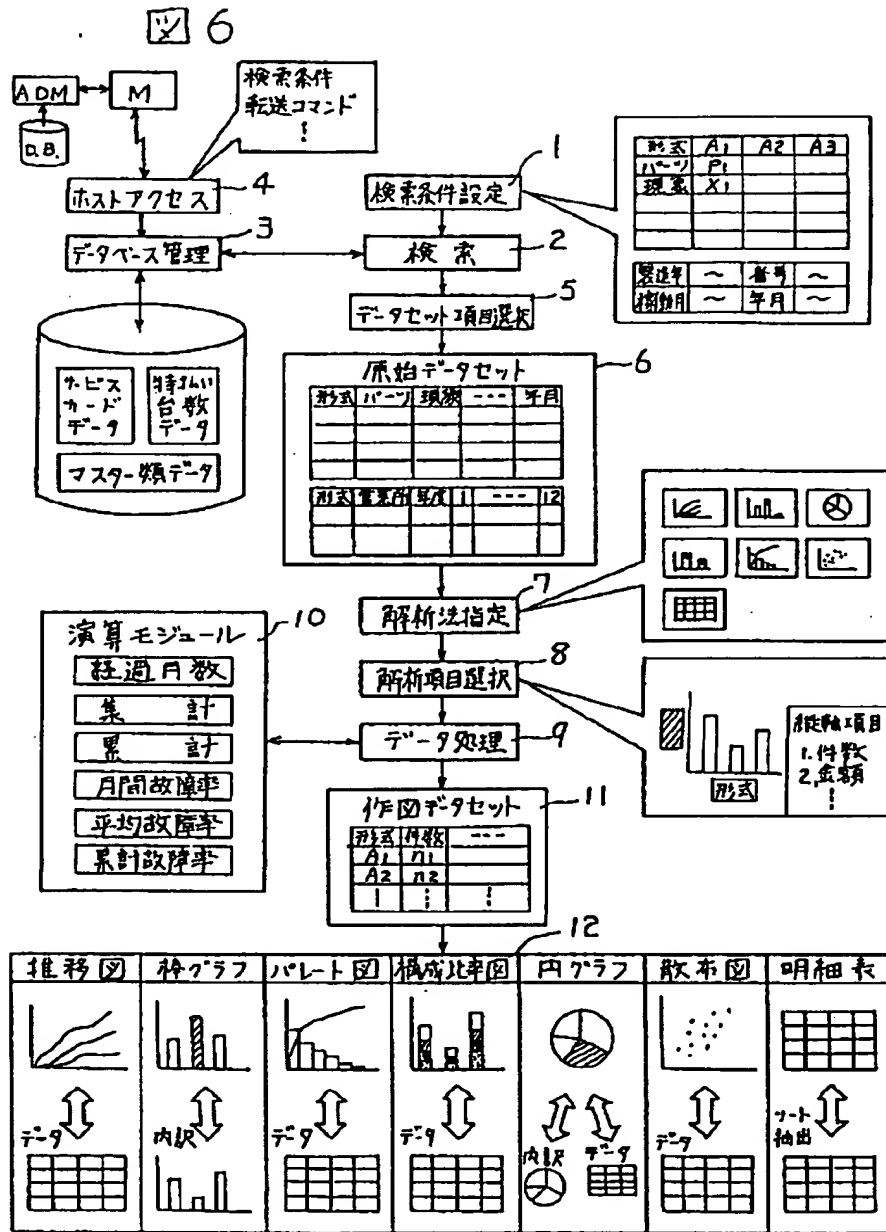 図 6
ADM
M
D.B.
検索条件
転送コマンド
4
ホストアクセス
3
データベース管理
サービス
カード
データ
特払い
台数
データ
マスター類データ
1
検索条件設定
2
検索
5
データセット項目選択
形式 A1 A2 A3
パーツ P1
現象 X1
製造年 ～ 番号 ～
稼動月 ～ 年月 ～
6
原始データセット
形式 パーツ 現象 --- 年月
形式 営業所 年度 1 --- 12
7
解析法指定
8
解析項目選択
9
データ処理
形式
縦軸項目
1. 件数
2. 金額
10
演算モジュール
経過月数
集計
累計
月間故障率
平均故障率
累計故障率
11
作図データセット
形式 件数 ---
A1 n1
A2 n2
12
推移図 棒グラフ パレート図 構成比率図 円グラフ 散布図 明細表
データ 内訳 データ データ 内訳 データ データ ソート
抽出